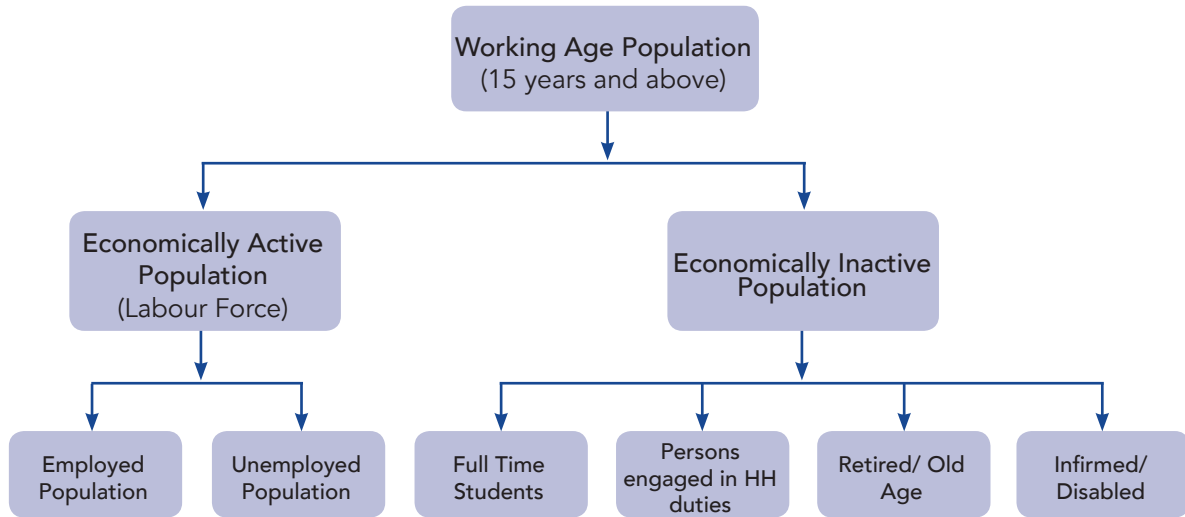 Working Age Population
(15 years and above)
Economically Active
Population
(Labour Force)
Economically Inactive
Population
Employed
Population
Unemployed
Population
Full Time
Students
Persons
engaged in HH
duties
Retired/ Old
Age
Infirmed/
Disabled